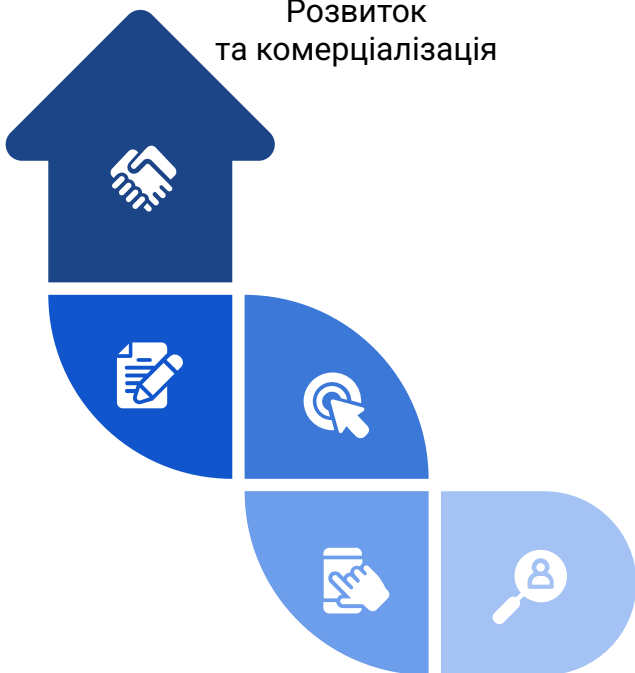 Розвиток
та комерціалізація